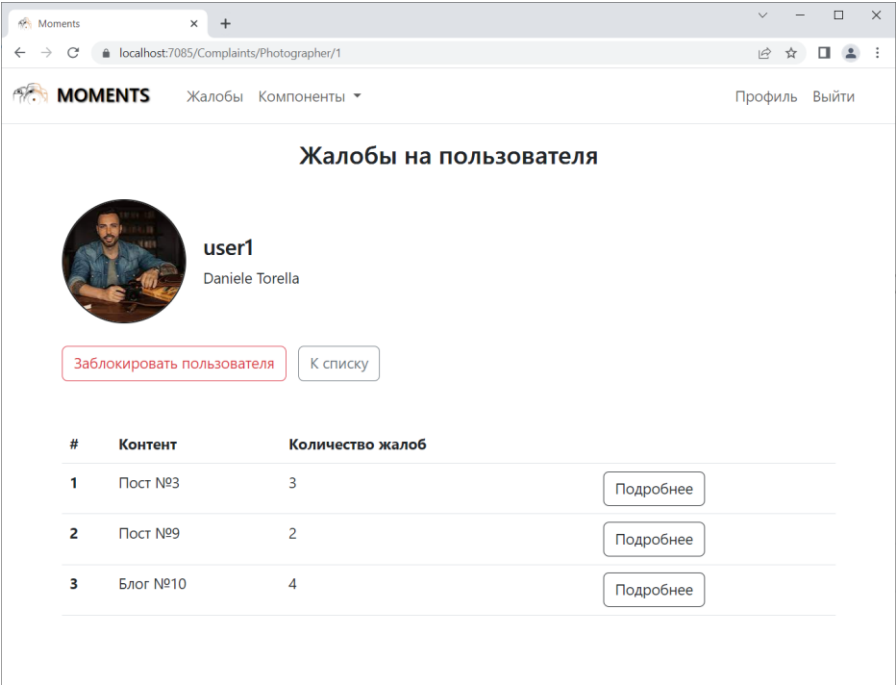 Moments
localhost:7085/Complaints/Photographer/1
MOMENTS Жалобы Компоненты Профиль Выйти
Жалобы на пользователя
user1
Daniele Torella
Заблокировать пользователя К списку
# Контент Количество жалоб
1 Пост №3 3 Подробнее
2 Пост №9 2 Подробнее
3 Блог №10 4 Подробнее